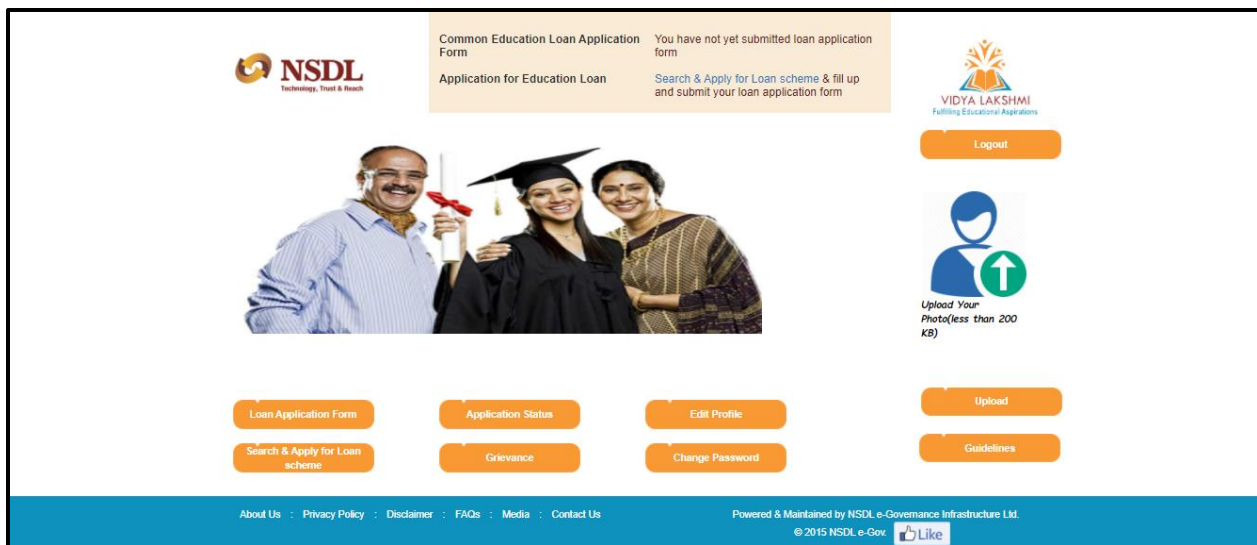 NSDL
Technology, Trust & Reach
Common Education Loan Application
Form
You have not yet submitted loan application
form
Application for Education Loan
Search & Apply for Loan scheme & fill up
and submit your loan application form
VIDYA LAKSHMI
Fulfilling Educational Aspirations
Logout
Upload Your
Photo(less than 200
KB)
Loan Application Form
Application Status
Edit Profile
Upload
Search & Apply for Loan
scheme
Grievance
Change Password
Guidelines
About Us : Privacy Policy : Disclaimer : FAQs : Media : Contact Us
Powered & Maintained by NSDL e-Governance Infrastructure Ltd.
© 2015 NSDL e-Gov. Like